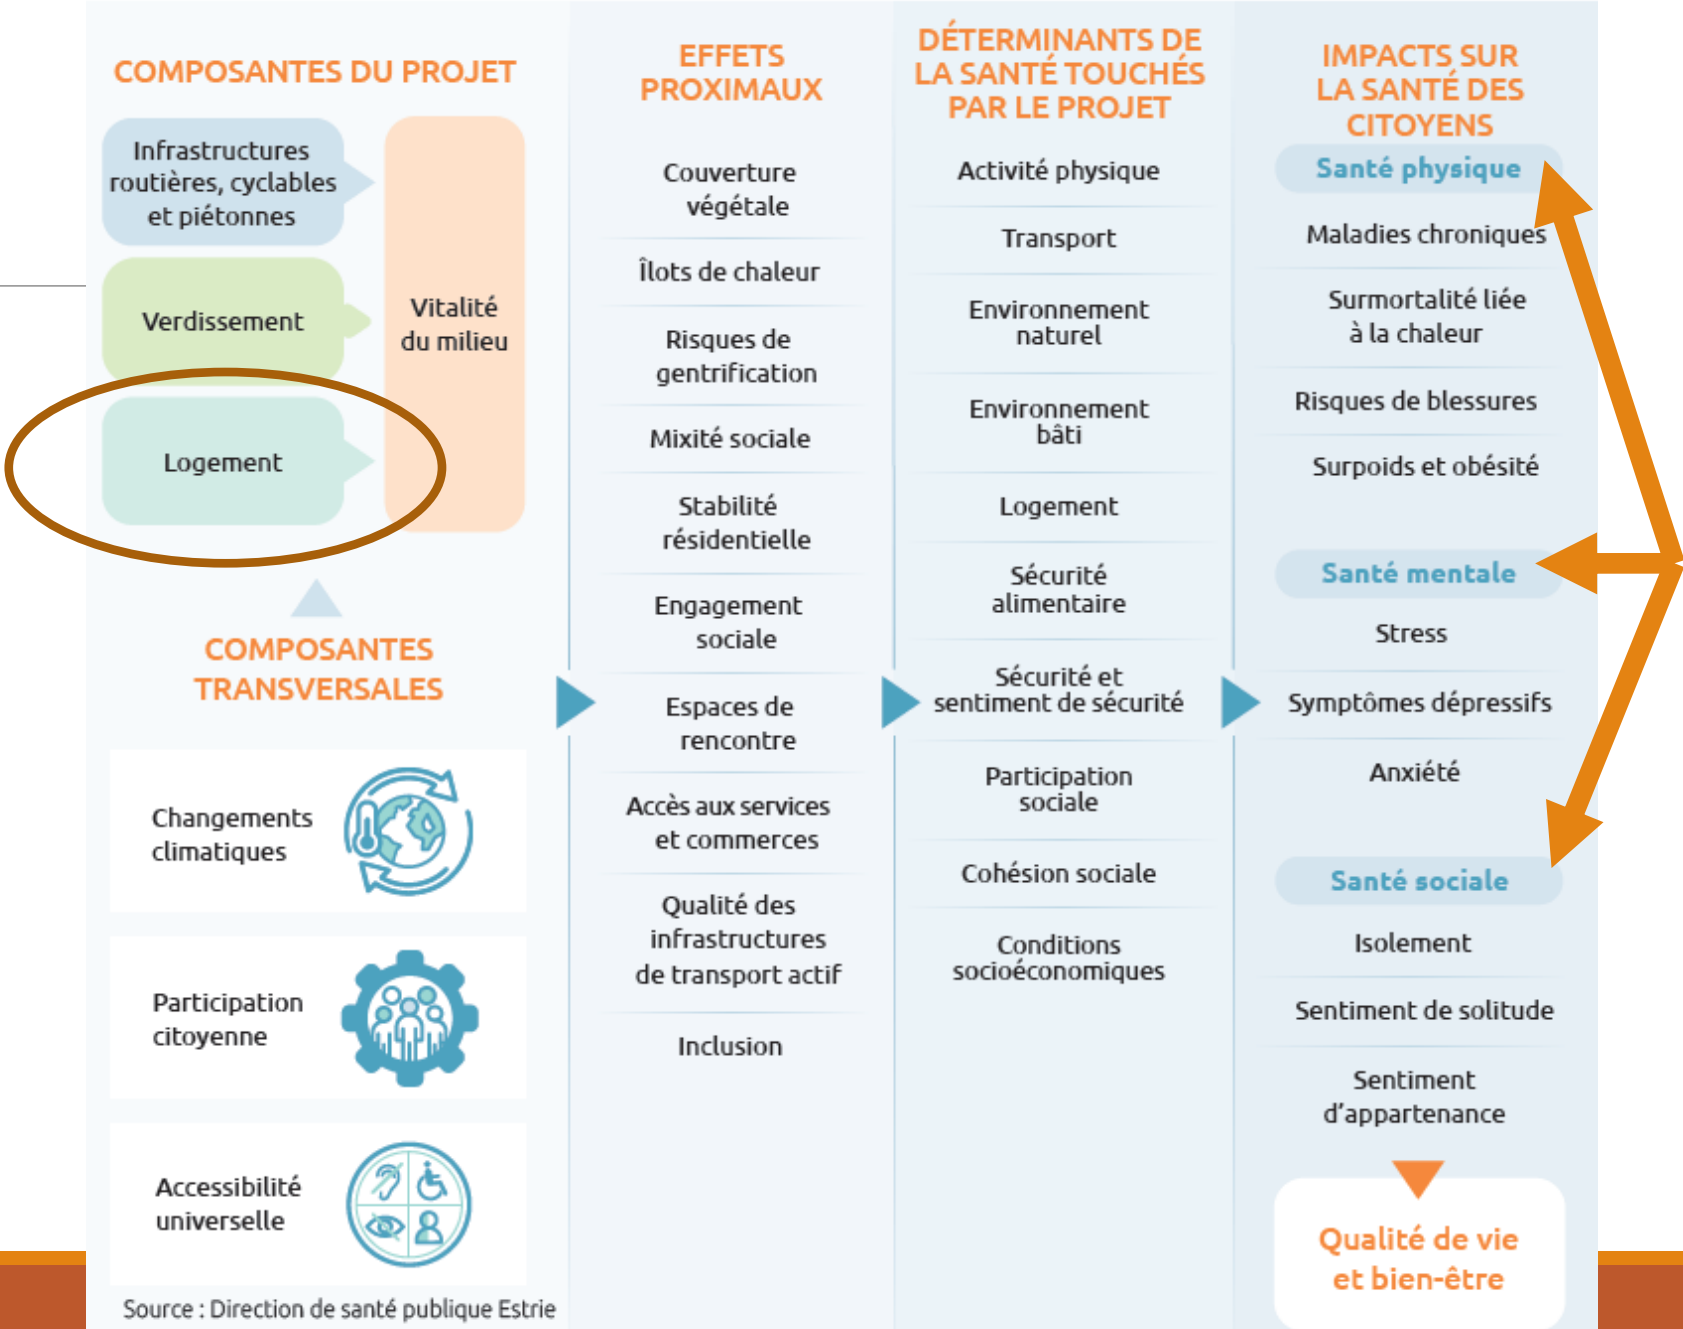 COMPOSANTES DU PROJET
Infrastructures
routières, cyclables
et piétonnes
Verdissement
Logement
Vitalité
du milieu
COMPOSANTES
TRANSVERSALES
Changements
climatiques
Participation
citoyenne
Accessibilité
universelle
Source : Direction de santé publique Estrie
EFFETS
PROXIMAUX
Couverture
végétale
Îlots de chaleur
Risques de
gentrification
Mixité sociale
Stabilité
résidentielle
Engagement
sociale
Espaces de
rencontre
Accès aux services
et commerces
Qualité des
infrastructures
de transport actif
Inclusion
DÉTERMINANTS DE
LA SANTÉ TOUCHÉS
PAR LE PROJET
Activité physique
Transport
Environnement
naturel
Environnement
bâti
Logement
Sécurité
alimentaire
Sécurité et
sentiment de sécurité
Participation
sociale
Cohésion sociale
Conditions
socioéconomiques
IMPACTS SUR
LA SANTÉ DES
CITOYENS
Santé physique
Maladies chroniques
Surmortalité liée
à la chaleur
Risques de blessures
Surpoids et obésité
Santé mentale
Stress
Symptômes dépressifs
Anxiété
Santé sociale
Isolement
Sentiment de solitude
Sentiment
d'appartenance
Qualité de vie
et bien-être